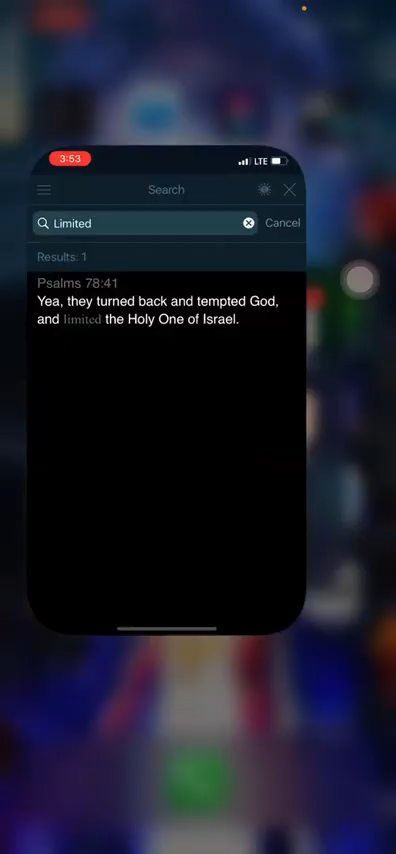 3:53
LTE
Search
Limited
Cancel
Results: 1
Psalms 78:41
Yea, they turned back and tempted God,
and limited the Holy One of Israel.